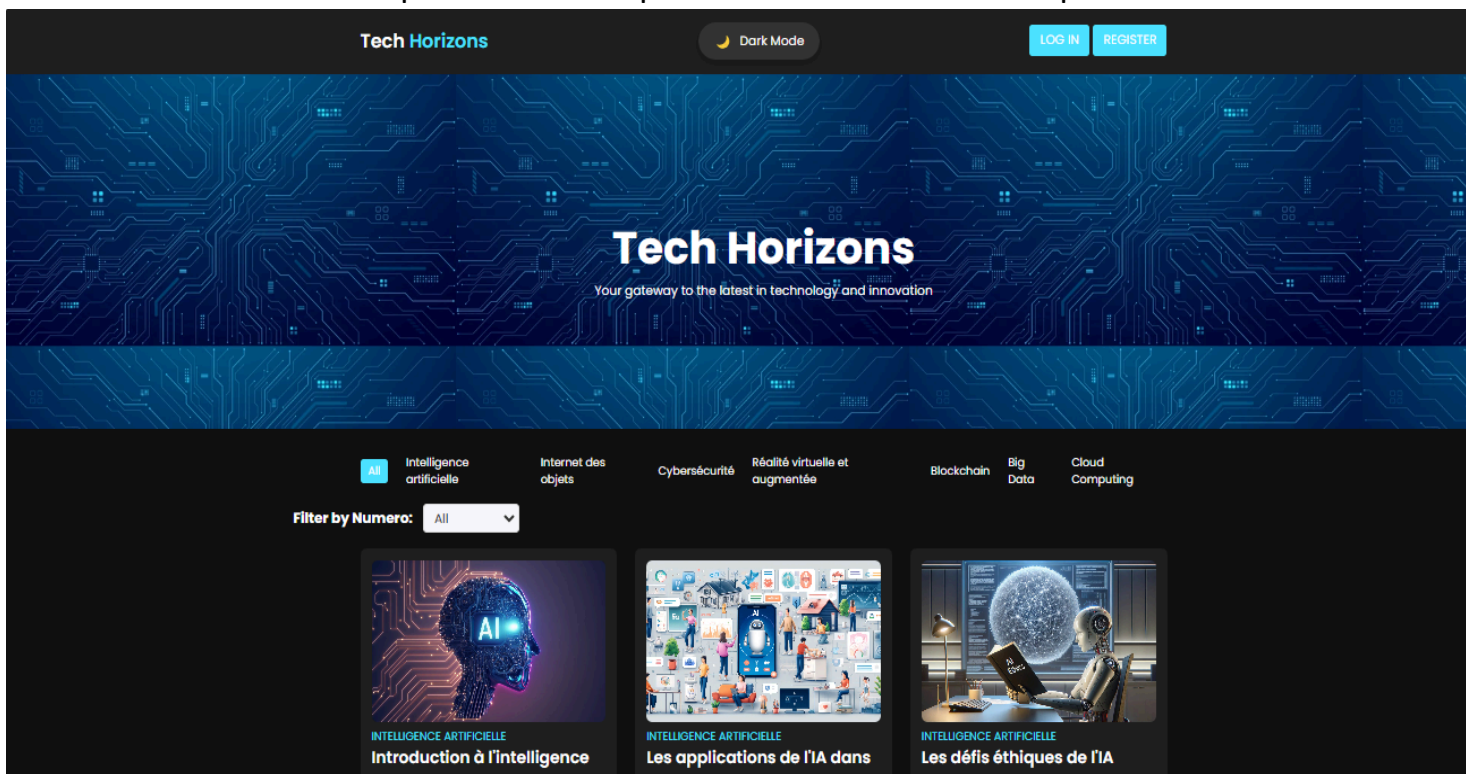 Tech Horizons
Dark Mode
LOG IN
REGISTER
Tech Horizons
Your gateway to the latest in technology and innovation
All
Intelligence
artificielle
Internet des
objets
Cybersécurité
Réalité virtuelle et
augmentée
Blockchain
Big
Data
Cloud
Computing
Filter by Numero:
All
AI
AI
AI
INTELLIGENCE ARTIFICIELLE
Introduction à l'intelligence
INTELLIGENCE ARTIFICIELLE
Les applications de l'IA dans
INTELLIGENCE ARTIFICIELLE
Les défis éthiques de l'IA